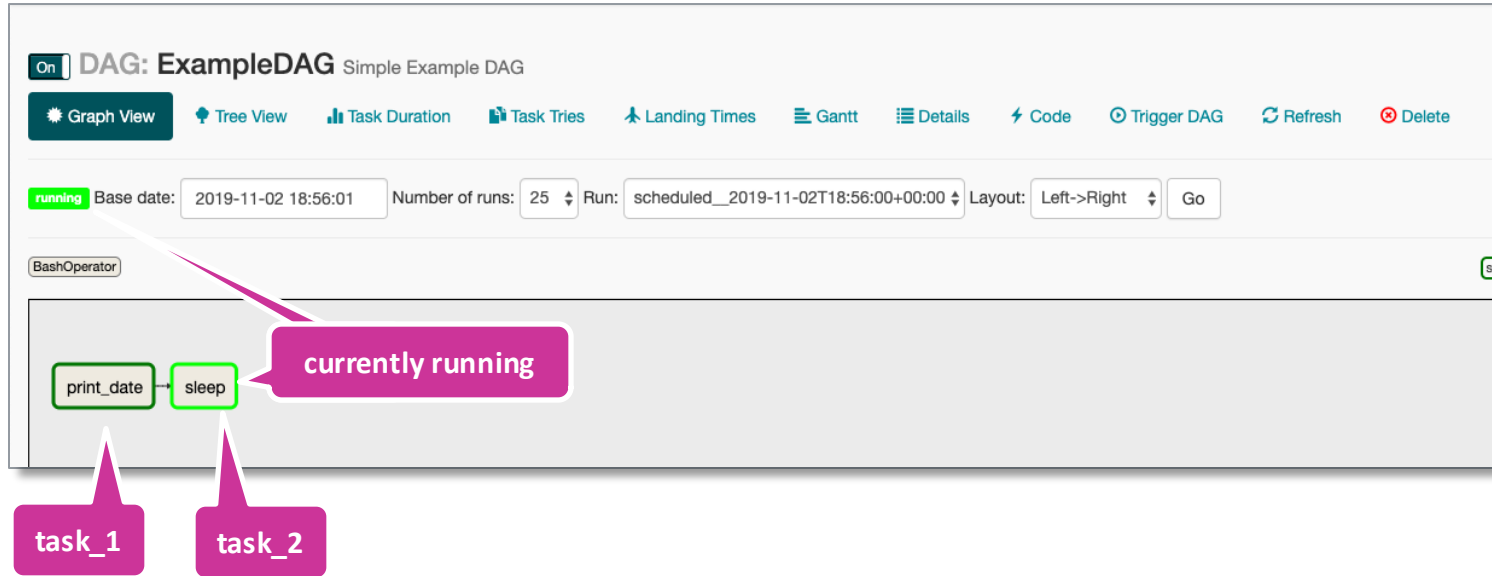 On DAG: ExampleDAG Simple Example DAG
Graph View Tree View Task Duration Task Tries Landing Times Gantt Details Code Trigger DAG Refresh Delete
running Base date: 2019-11-02 18:56:01 Number of runs: 25 Run: scheduled__2019-11-02T18:56:00+00:00 Layout: Left->Right Go
BashOperator s
currently running
print_date sleep
task_1 task_2